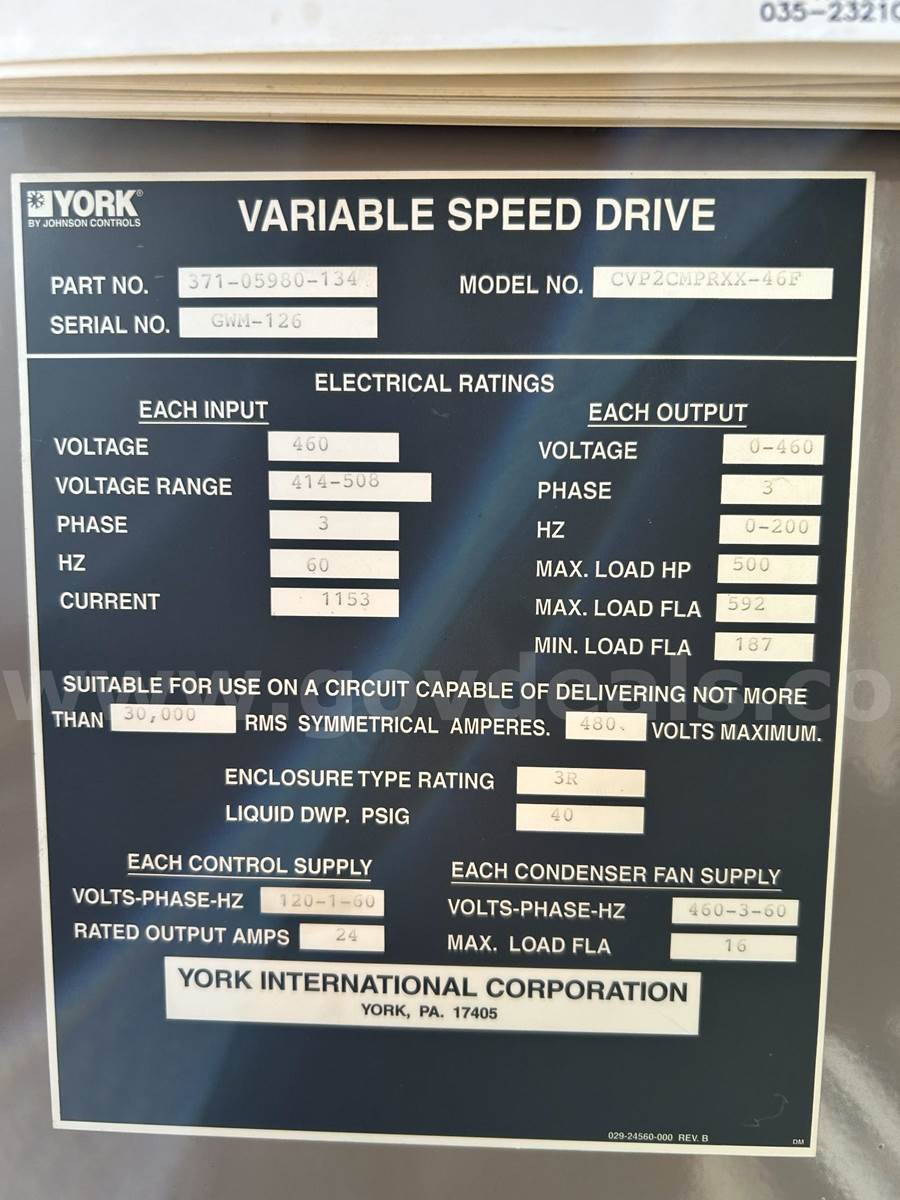 035-2321
YORK®
BY JOHNSON CONTROLS
VARIABLE SPEED DRIVE
PART NO. 371-05980-134
MODEL NO. CVP2CMPRXX-46F
SERIAL NO. GWM-126
ELECTRICAL RATINGS
EACH INPUT
VOLTAGE 460
VOLTAGE RANGE 414-508
PHASE 3
HZ 60
CURRENT 1153
EACH OUTPUT
VOLTAGE 0-460
PHASE 3
HZ 0-200
MAX. LOAD HP 500
MAX. LOAD FLA 592
MIN. LOAD FLA 187
www.govdeals.co
SUITABLE FOR USE ON A CIRCUIT CAPABLE OF DELIVERING NOT MORE
THAN 30,000 RMS SYMMETRICAL AMPERES. 480. VOLTS MAXIMUM.
ENCLOSURE TYPE RATING 3R
LIQUID DWP. PSIG 40
EACH CONTROL SUPPLY
VOLTS-PHASE-HZ 120-1-60
RATED OUTPUT AMPS 24
EACH CONDENSER FAN SUPPLY
VOLTS-PHASE-HZ 460-3-60
MAX. LOAD FLA 16
YORK INTERNATIONAL CORPORATION
YORK, PA. 17405
029-24560-000 REV. B
DM